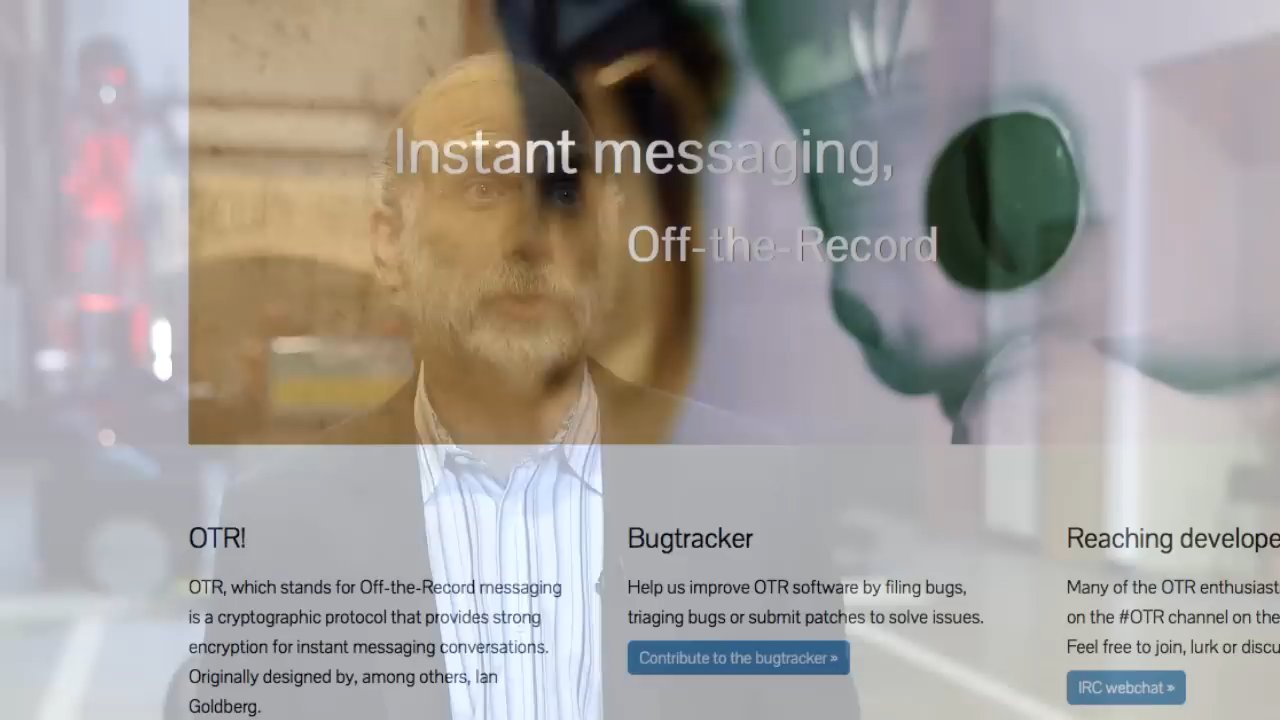 Instant messaging,
Off-the-Record
OTR!
OTR, which stands for Off-the-Record messaging
is a cryptographic protocol that provides strong
encryption for instant messaging conversations.
Originally designed by, among others, Ian
Goldberg.
Bugtracker
Help us improve OTR software by filing bugs,
triaging bugs or submit patches to solve issues.
Contribute to the bugtracker »
Reaching develope
Many of the OTR enthusiast
on the #OTR channel on the
Feel free to join, lurk or discu
IRC webchat »